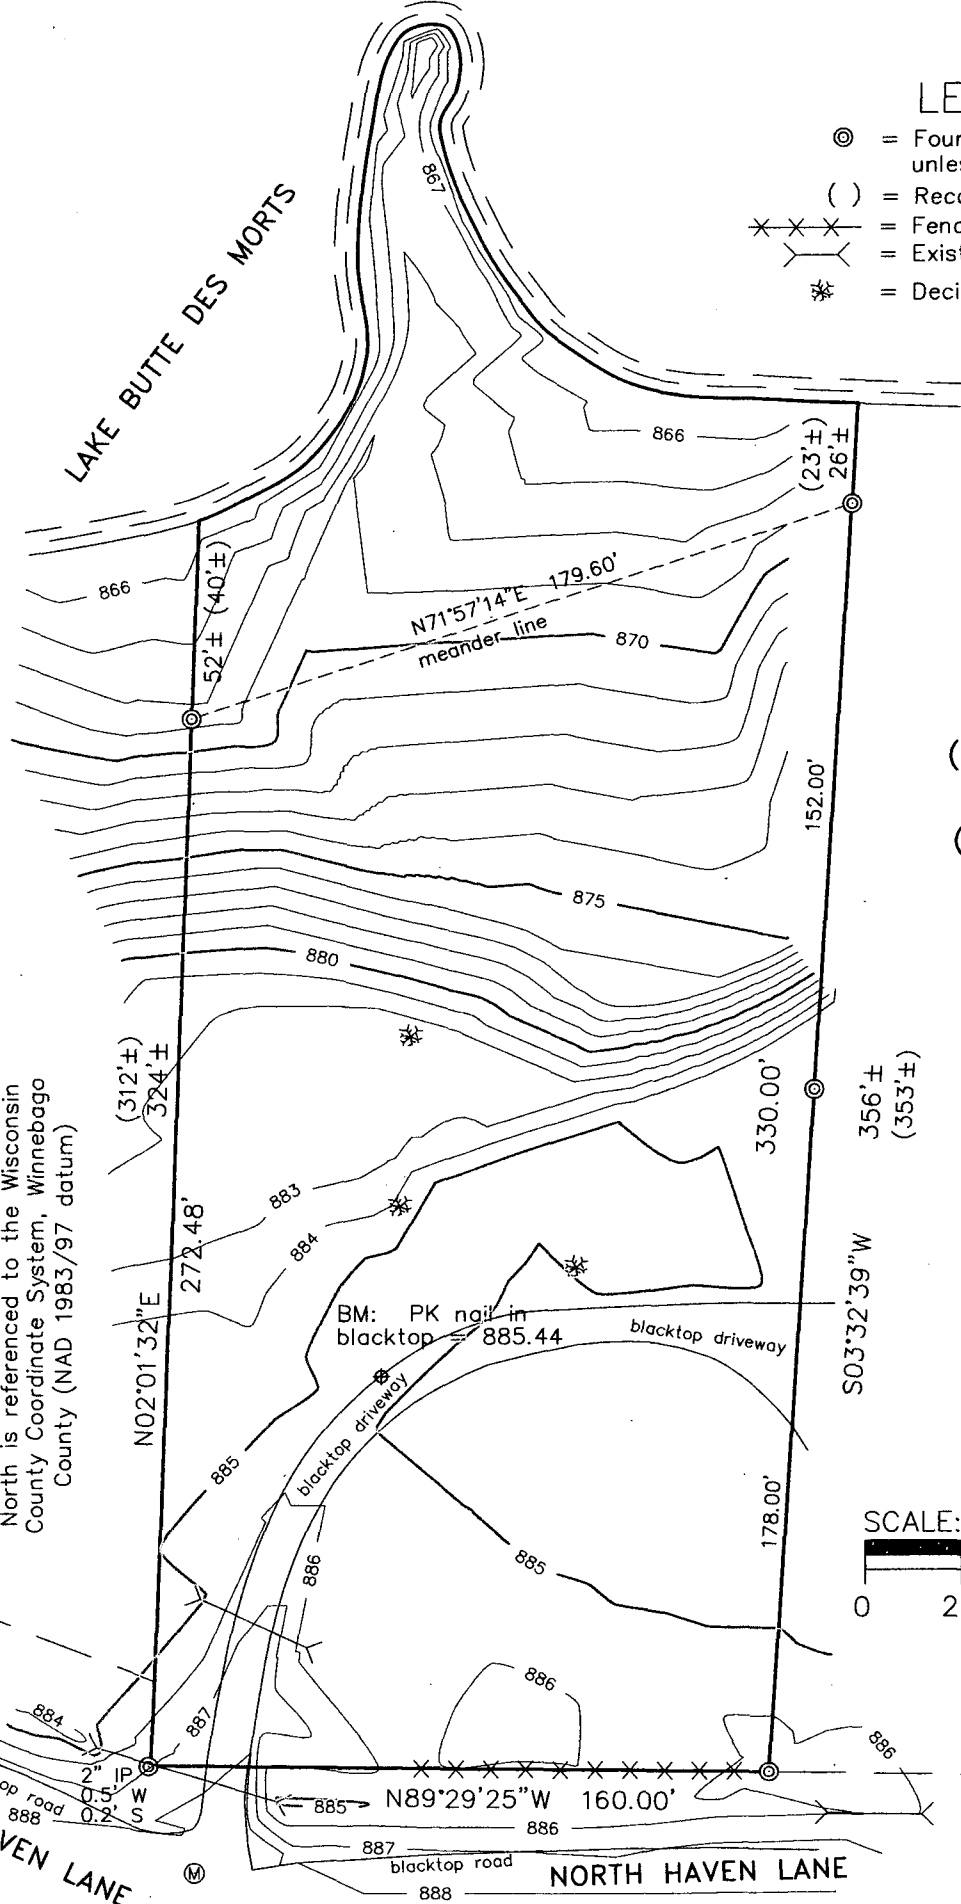 LE
= Four
unles
( ) = Reco
= Fenc
= Exist
= Deci
LAKE BUTTE DES MORTS
867
866
(23'±)
26'±
866
52'± (40'±)
N71°57'14"E 179.60'
meander line
870
152.00'
(
(
875
880
(312'±)
324'±
330.00'
356'±
(353'±)
North is referenced to the Wisconsin
County Coordinate System, Winnebago
County (NAD 1983/97 datum)
883
884
272.48'
N02°01'32"E
S03°32'39"W
BM: PK nail in
blacktop = 885.44
blacktop driveway
blacktop driveway
885
178.00'
SCALE:
0 2
885
886
886
886
884
887
2" IP
0.5' W
0.2' S
op road
888
885
N89°29'25"W 160.00'
886
887
blacktop road
888
VEN LANE
M
NORTH HAVEN LANE